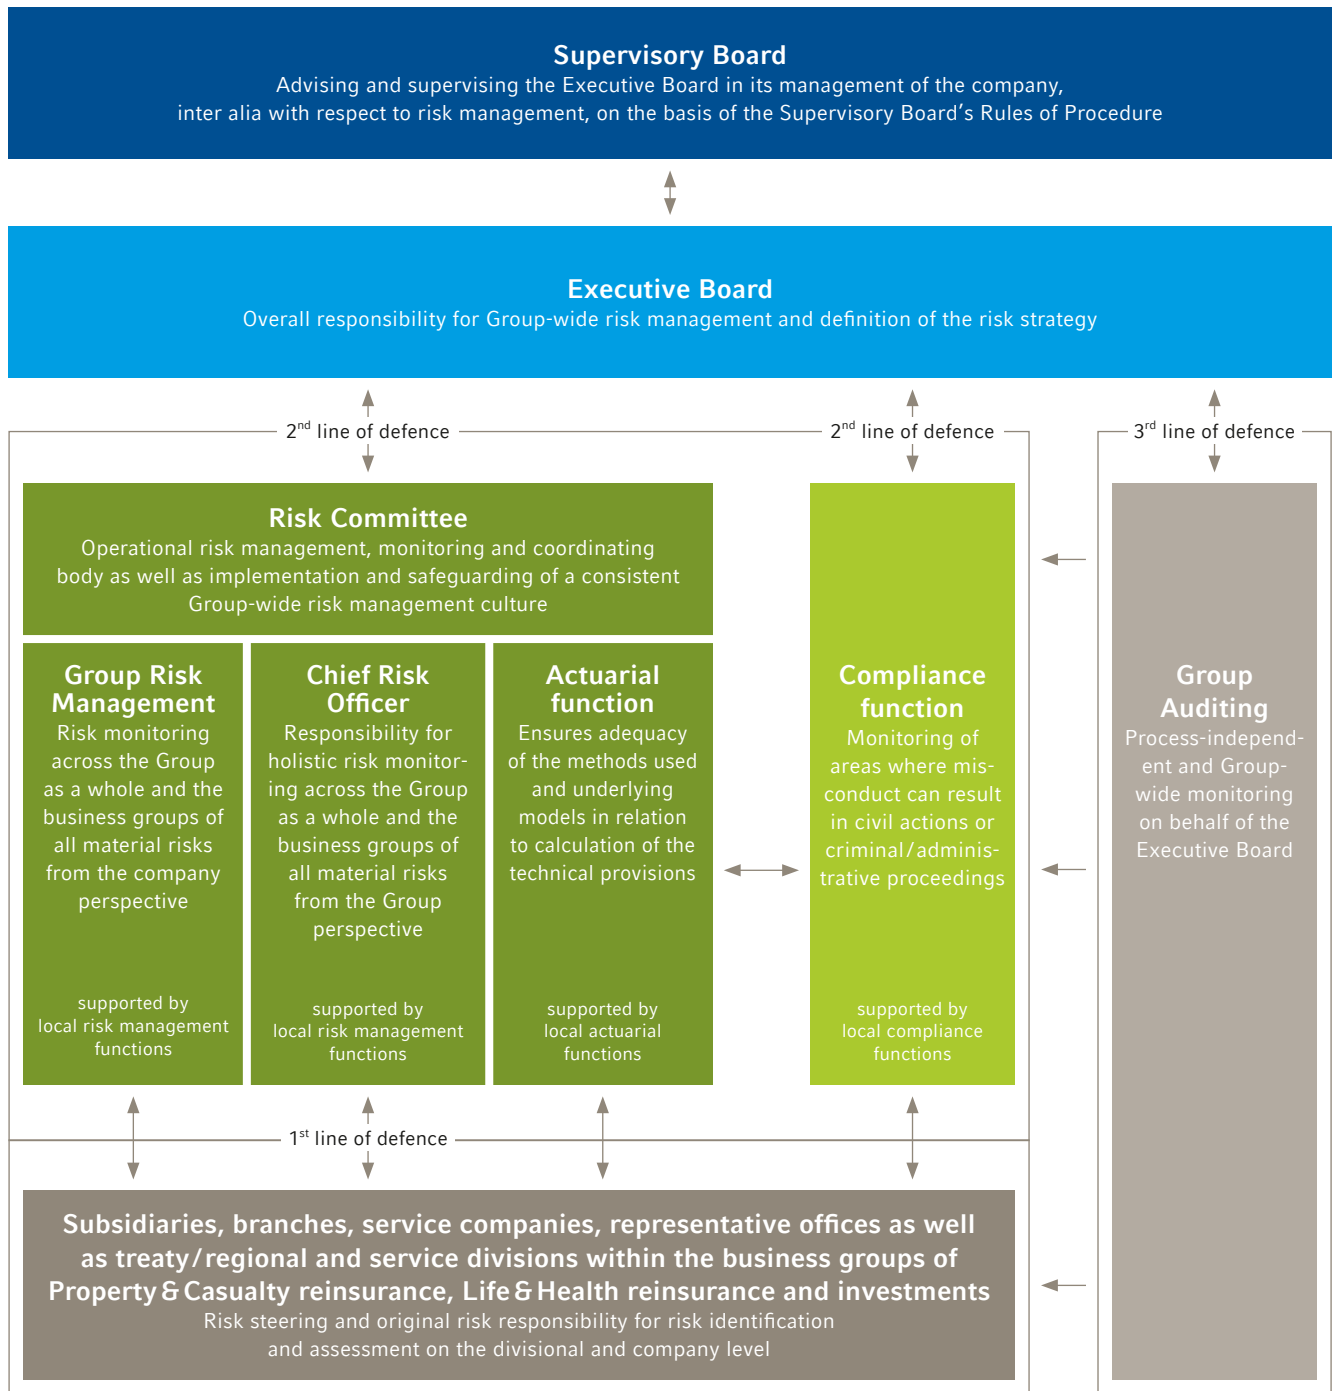 Supervisory Board
Advising and supervising the Executive Board in its management of the company,
inter alia with respect to risk management, on the basis of the Supervisory Board’s Rules of Procedure
Executive Board
Overall responsibility for Group-wide risk management and definition of the risk strategy
2nd line of defence
2nd line of defence
3rd line of defence
Risk Committee
Operational risk management, monitoring and coordinating
body as well as implementation and safeguarding of a consistent
Group-wide risk management culture
Group Risk
Management
Risk monitoring
across the Group
as a whole and the
business groups of
all material risks
from the company
perspective
supported by
local risk management
functions
Chief Risk
Officer
Responsibility for
holistic risk monitor-
ing across the Group
as a whole and the
business groups of
all material risks
from the Group
perspective
supported by
local risk management
functions
Actuarial
function
Ensures adequacy
of the methods used
and underlying
models in relation
to calculation of the
technical provisions
supported by
local actuarial
functions
Compliance
function
Monitoring of
areas where mis-
conduct can result
in civil actions or
criminal/adminis-
trative proceedings
supported by
local compliance
functions
Group
Auditing
Process-independ-
ent and Group-
wide monitoring
on behalf of the
Executive Board
1st line of defence
Subsidiaries, branches, service companies, representative offices as well
as treaty/regional and service divisions within the business groups of
Property & Casualty reinsurance, Life & Health reinsurance and investments
Risk steering and original risk responsibility for risk identification
and assessment on the divisional and company level